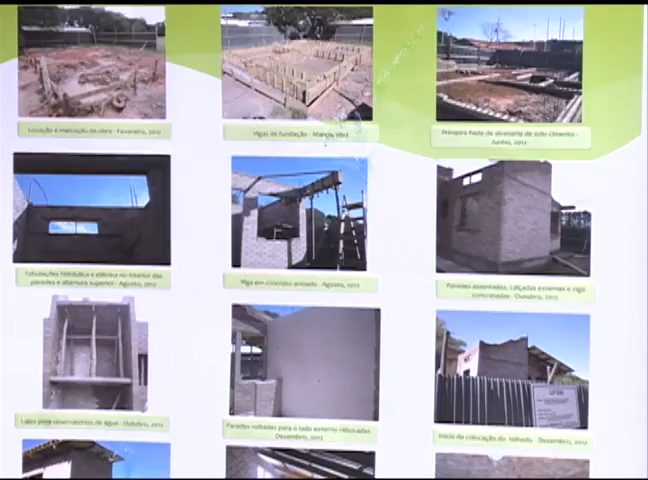 Locação e marcação da obra - Fevereiro, 2012
Vigas de fundação - Março, 2012
Primeira fiada de alvenaria de solo cimento -
Junho, 2012
Tubulações hidráulica e elétrica no interior das
paredes e abertura superior - Agosto, 2012
Viga em concreto armado - Agosto, 2012
Paredes assentadas, calçadas externas e viga
concretadas - Outubro, 2012
Lajes para reservatórios de água - Outubro, 2012
Paredes voltadas para o lado externo rebocadas -
Dezembro, 2012
Início da colocação do telhado - Dezembro, 2012